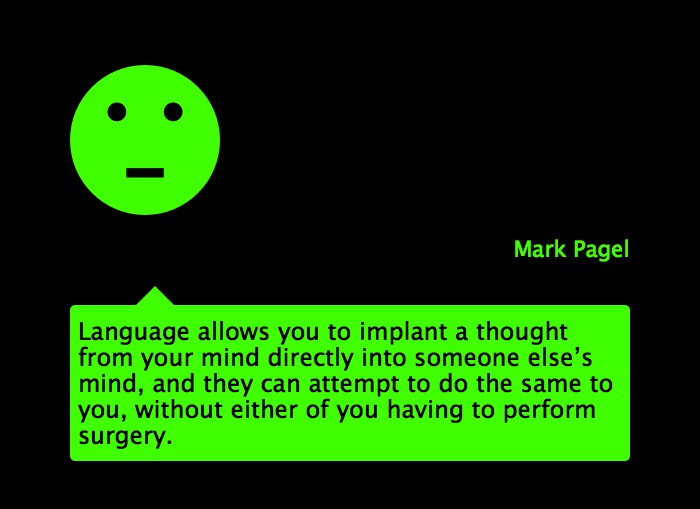 Mark Pagel
Language allows you to implant a thought
from your mind directly into someone else’s
mind, and they can attempt to do the same to
you, without either of you having to perform
surgery.